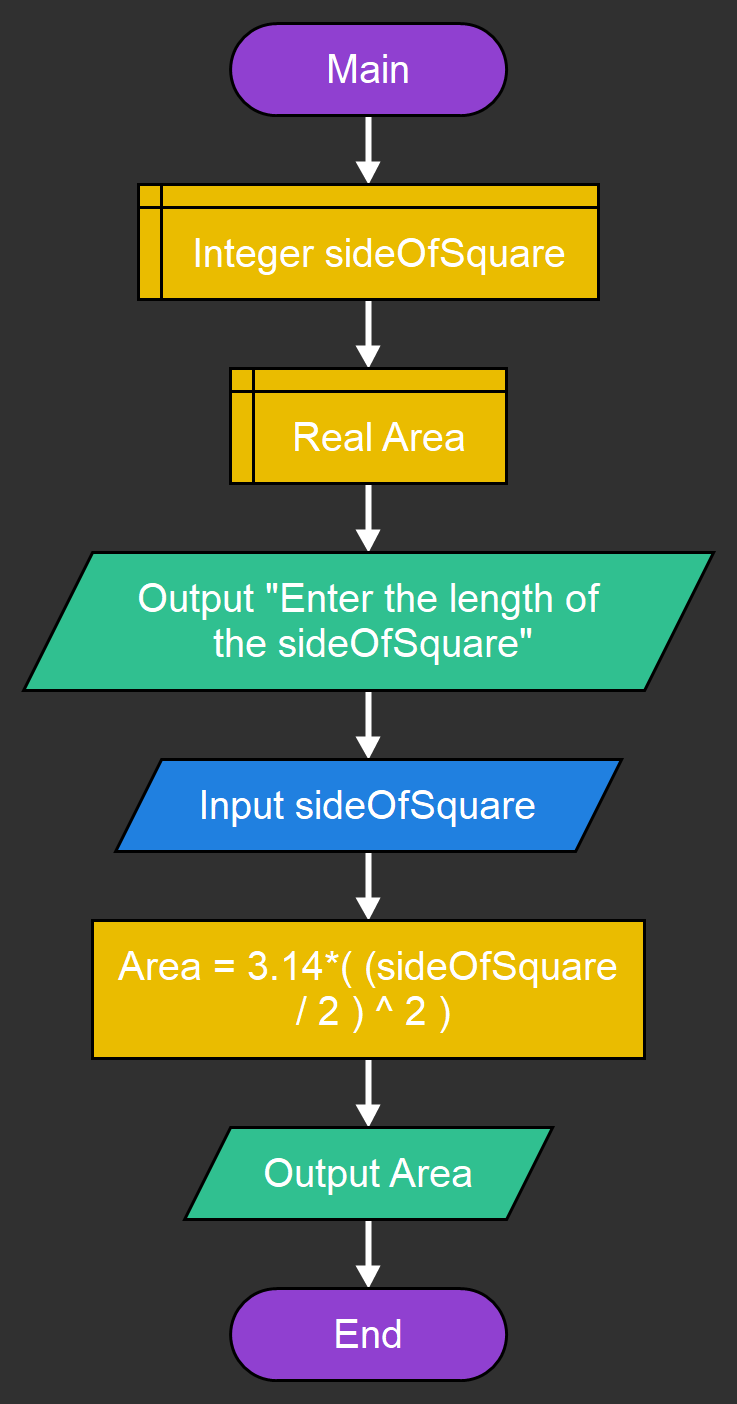 Main
Integer sideOfSquare
Real Area
Output "Enter the length of
the sideOfSquare"
Input sideOfSquare
Area = 3.14*( (sideOfSquare
/ 2 ) ^ 2 )
Output Area
End